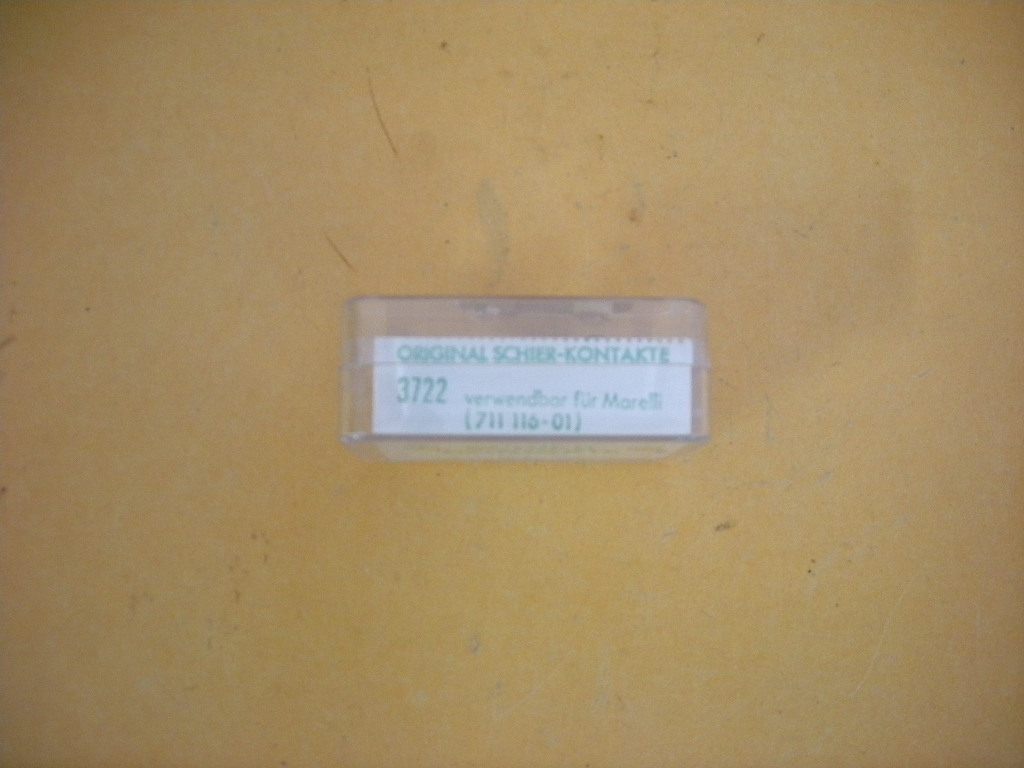 ORIGINAL SCHIER-KONTAKTE
3722 verwendbar für Marelli
(711 116-01)